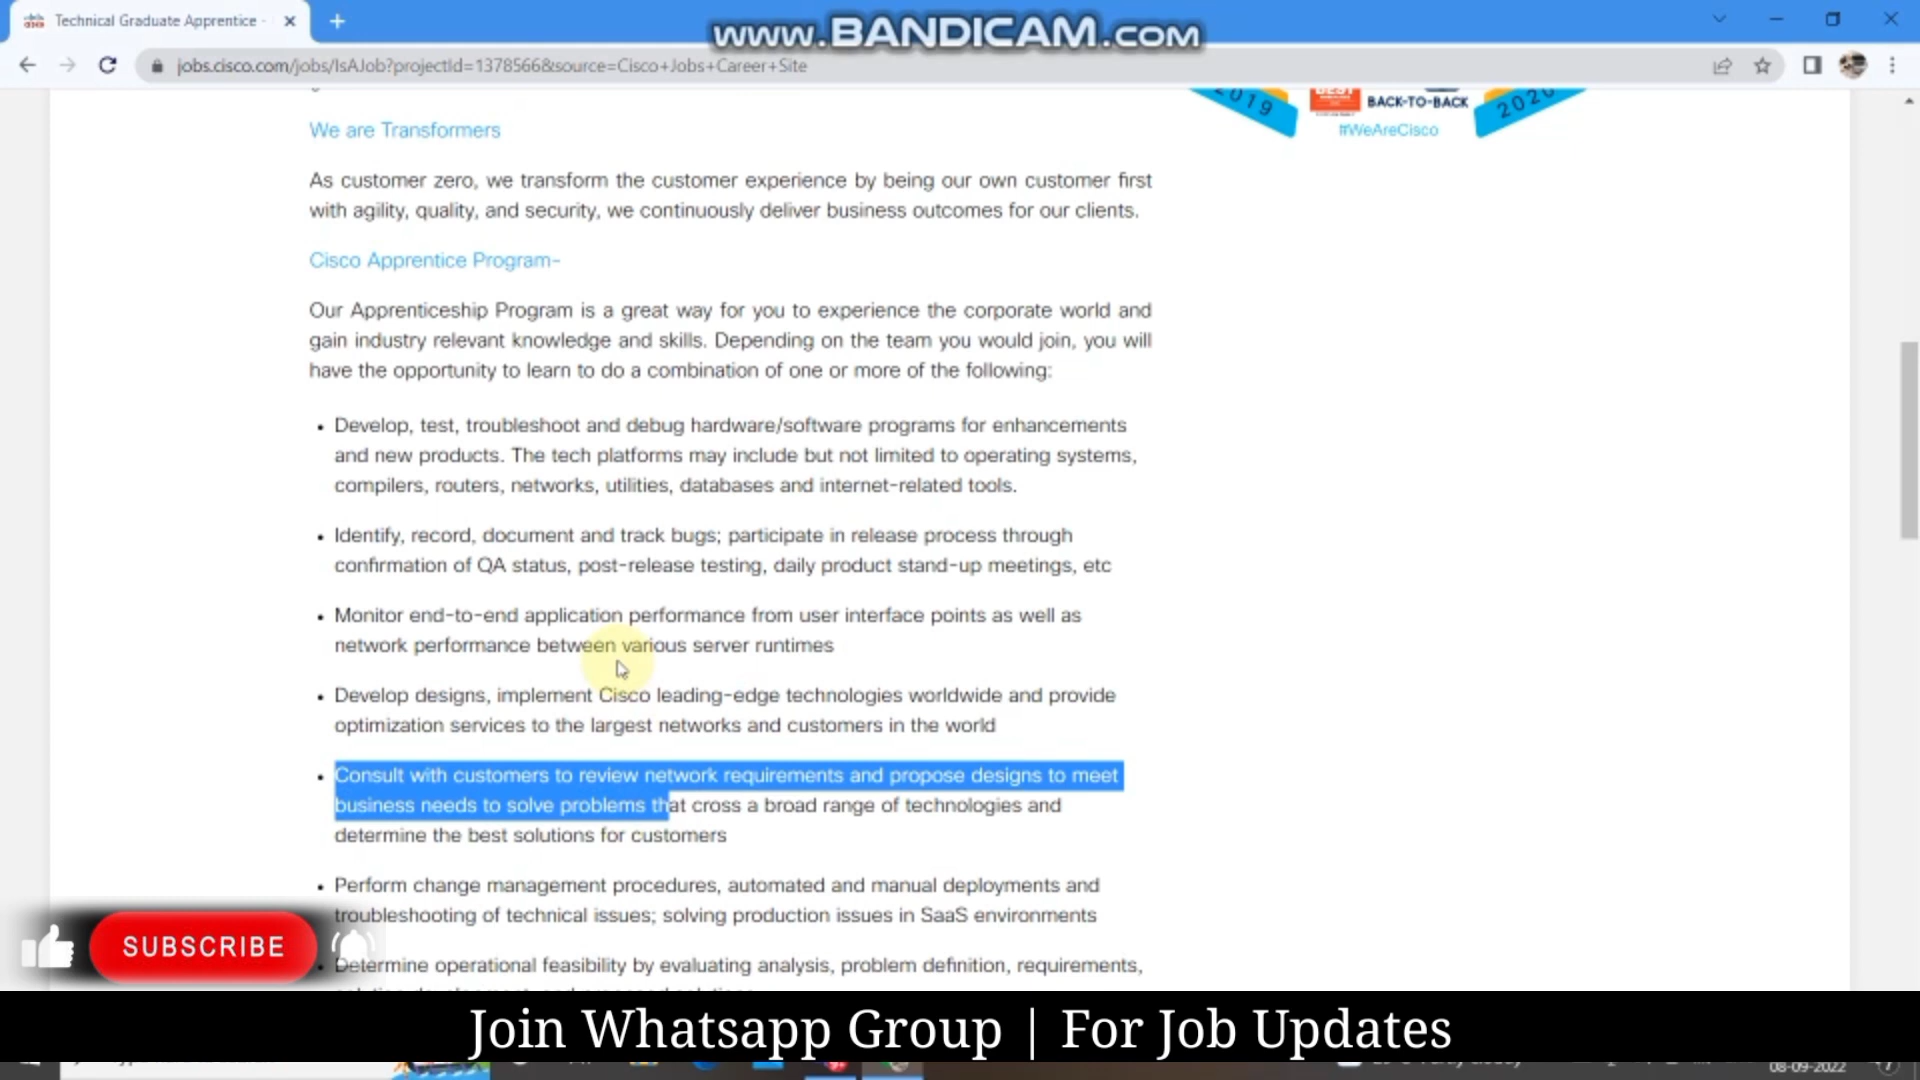 Technical Graduate Apprentice -
www.BANDICAM.com
jobs.cisco.com/jobs/IsAJob?projectId=1378566&source=Cisco+Jobs+Career+Site
2019
BEST
BACK-TO-BACK
2020
#WeAreCisco
We are Transformers
As customer zero, we transform the customer experience by being our own customer first
with agility, quality, and security, we continuously deliver business outcomes for our clients.
Cisco Apprentice Program-
Our Apprenticeship Program is a great way for you to experience the corporate world and
gain industry relevant knowledge and skills. Depending on the team you would join, you will
have the opportunity to learn to do a combination of one or more of the following:
• Develop, test, troubleshoot and debug hardware/software programs for enhancements
and new products. The tech platforms may include but not limited to operating systems,
compilers, routers, networks, utilities, databases and internet-related tools.
• Identify, record, document and track bugs; participate in release process through
confirmation of QA status, post-release testing, daily product stand-up meetings, etc
• Monitor end-to-end application performance from user interface points as well as
network performance between various server runtimes
• Develop designs, implement Cisco leading-edge technologies worldwide and provide
optimization services to the largest networks and customers in the world
• Consult with customers to review network requirements and propose designs to meet
business needs to solve problems that cross a broad range of technologies and
determine the best solutions for customers
• Perform change management procedures, automated and manual deployments and
troubleshooting of technical issues; solving production issues in SaaS environments
• Determine operational feasibility by evaluating analysis, problem definition, requirements,
SUBSCRIBE
Join Whatsapp Group | For Job Updates
08-09-2022